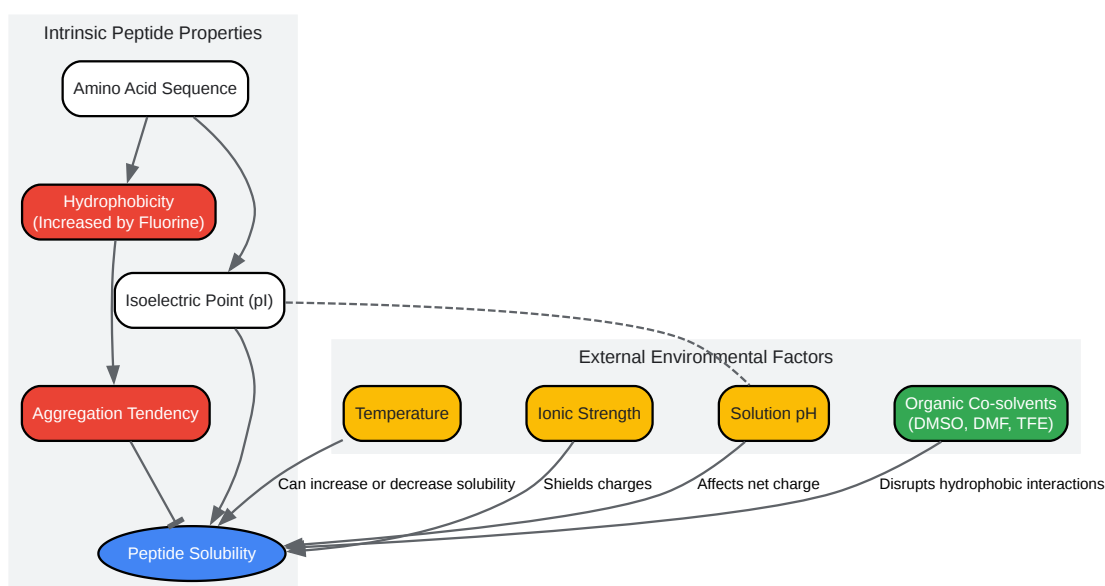 Intrinsic Peptide Properties
Amino Acid Sequence
Hydrophobicity
(Increased by Fluorine)
Isoelectric Point (pI)
External Environmental Factors
Aggregation Tendency
Temperature
Ionic Strength
Solution pH
Organic Co-solvents
(DMSO, DMF, TFE)
Can increase or decrease solubility
Shields charges
Affects net charge
Disrupts hydrophobic interactions
Peptide Solubility